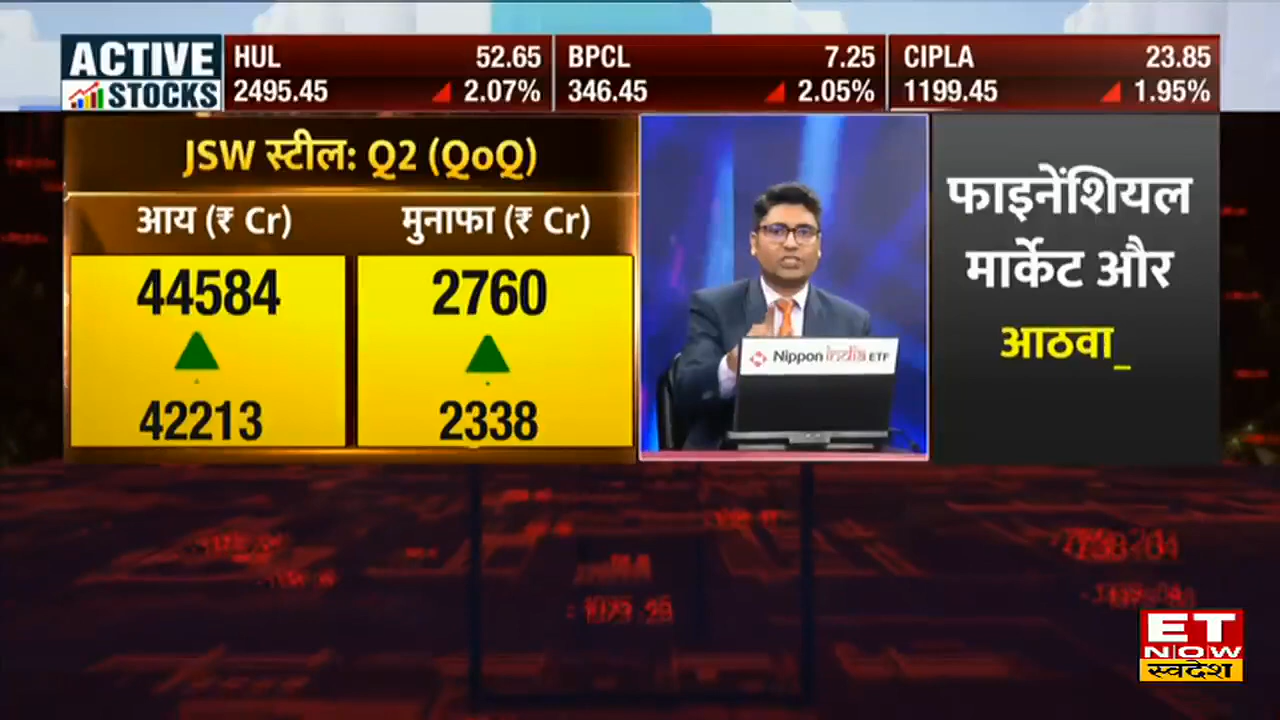 ACTIVE STOCKS
HUL 52.65
2495.45 2.07%
BPCL 7.25
346.45 2.05%
CIPLA 23.85
1199.45 1.95%
JSW स्टील: Q2 (QoQ)
आय (₹ Cr) मुनाफा (₹ Cr)
44584 2760
42213 2338
Nippon india ETF
फाइनेंशियल
मार्केट और
आठवा_
ET
NOW
स्वदेश